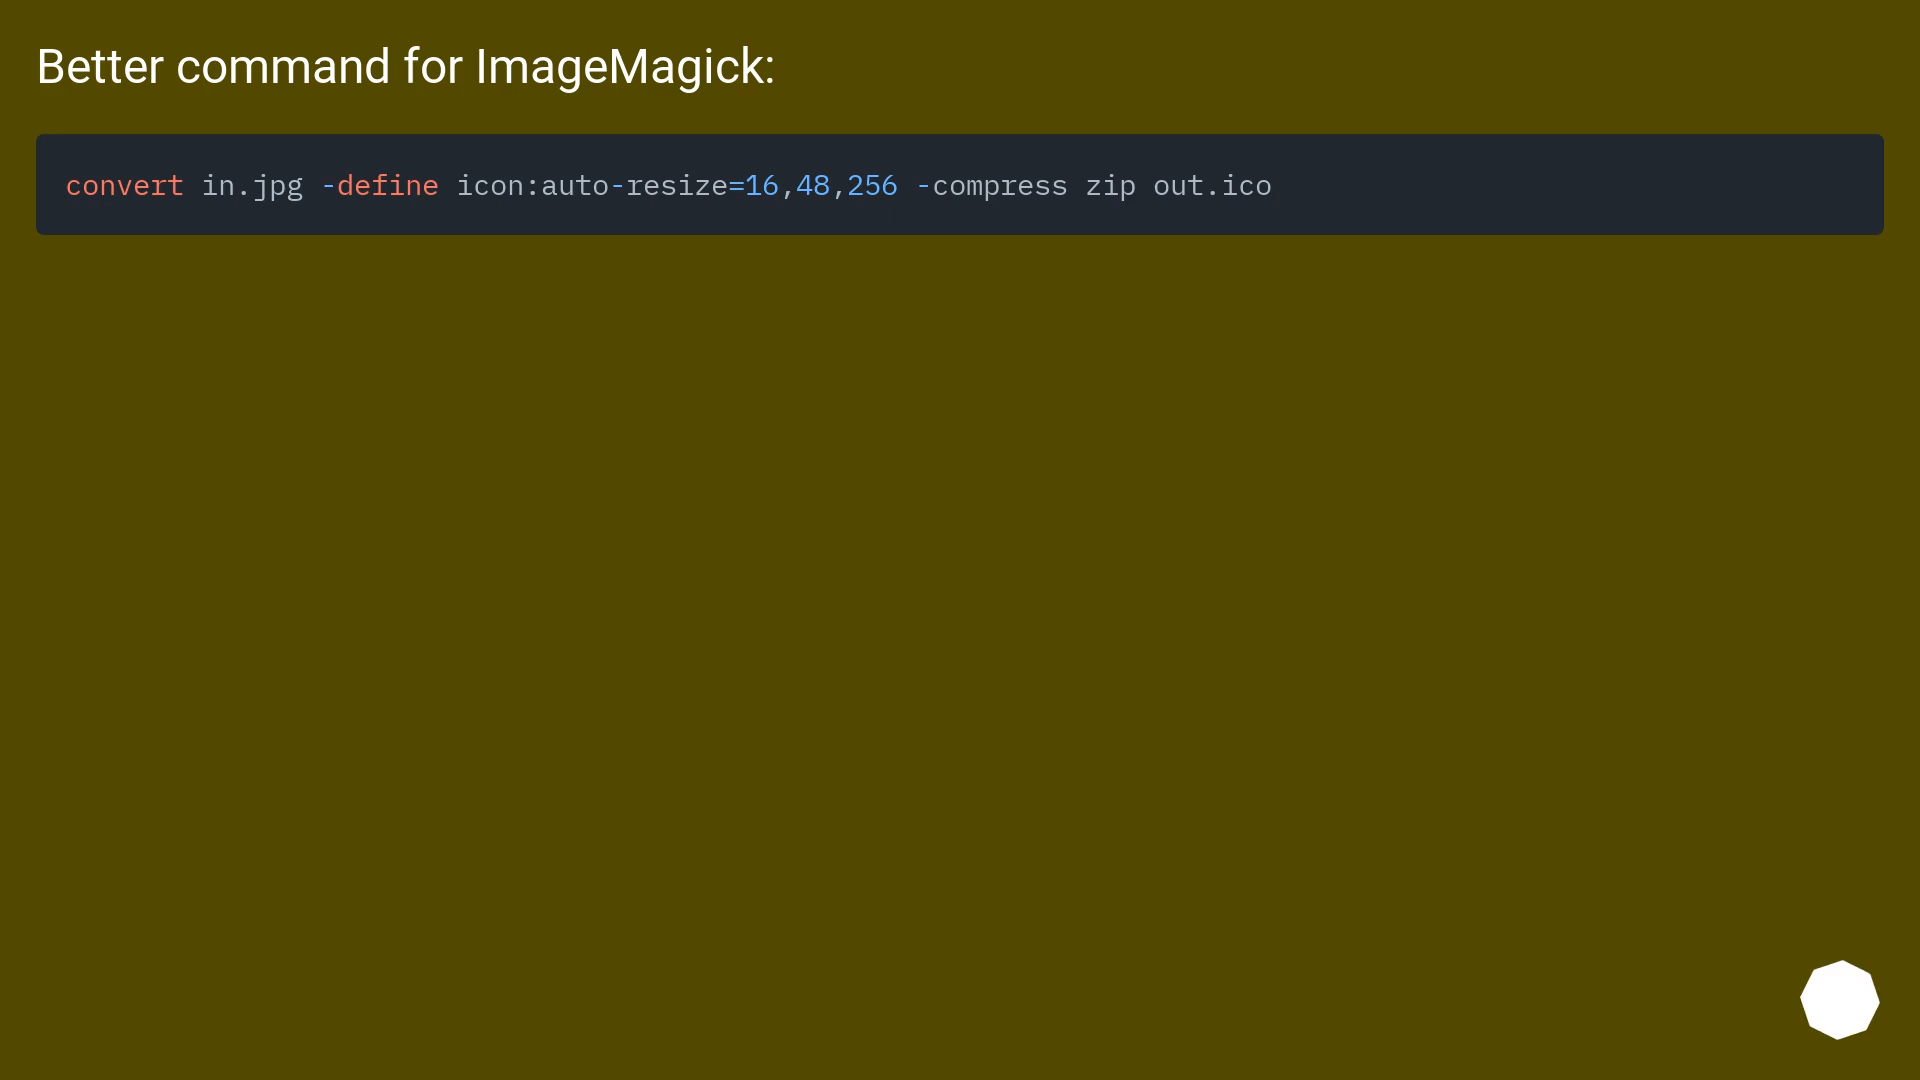 Better command for ImageMagick:
convert in.jpg -define icon:auto-resize=16,48,256 -compress zip out.ico